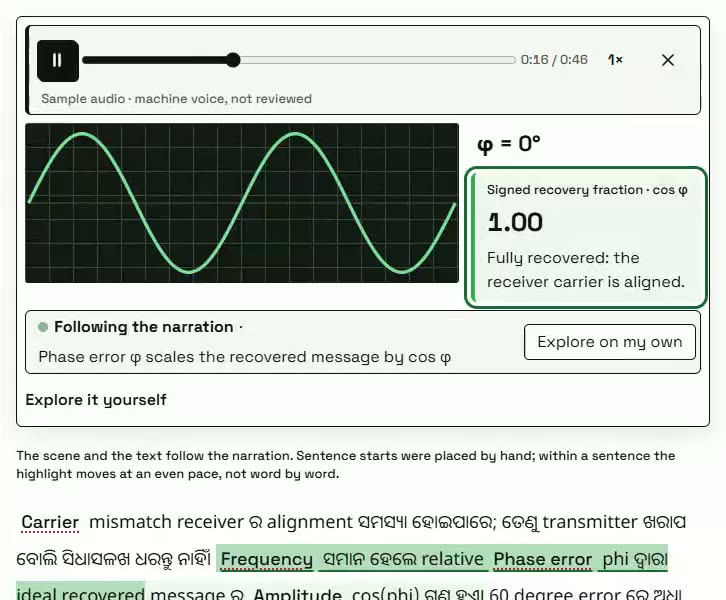 0:16 / 0:46 1×
Sample audio · machine voice, not reviewed
φ = 0°
Signed recovery fraction · cos φ
1.00
Fully recovered: the
receiver carrier is aligned.
Following the narration ·
Phase error φ scales the recovered message by cos φ
Explore on my own
Explore it yourself
The scene and the text follow the narration. Sentence starts were placed by hand; within a sentence the
highlight moves at an even pace, not word by word.
Carrier mismatch receiver ର alignment ସମସ୍ୟା ହୋଇପାରେ; ତେଣୁ transmitter ଖରାପ
ବୋଲି ସିଧାସଳଖ ଧରନ୍ତୁ ନାହିଁ। Frequency ସମାନ ହେଲେ relative Phase error phi ଦ୍ୱାରା
ideal recovered message ର Amplitude cos(phi) ଗୁଣ ହୁଏ। 60 degree error ରେ ଅଧା